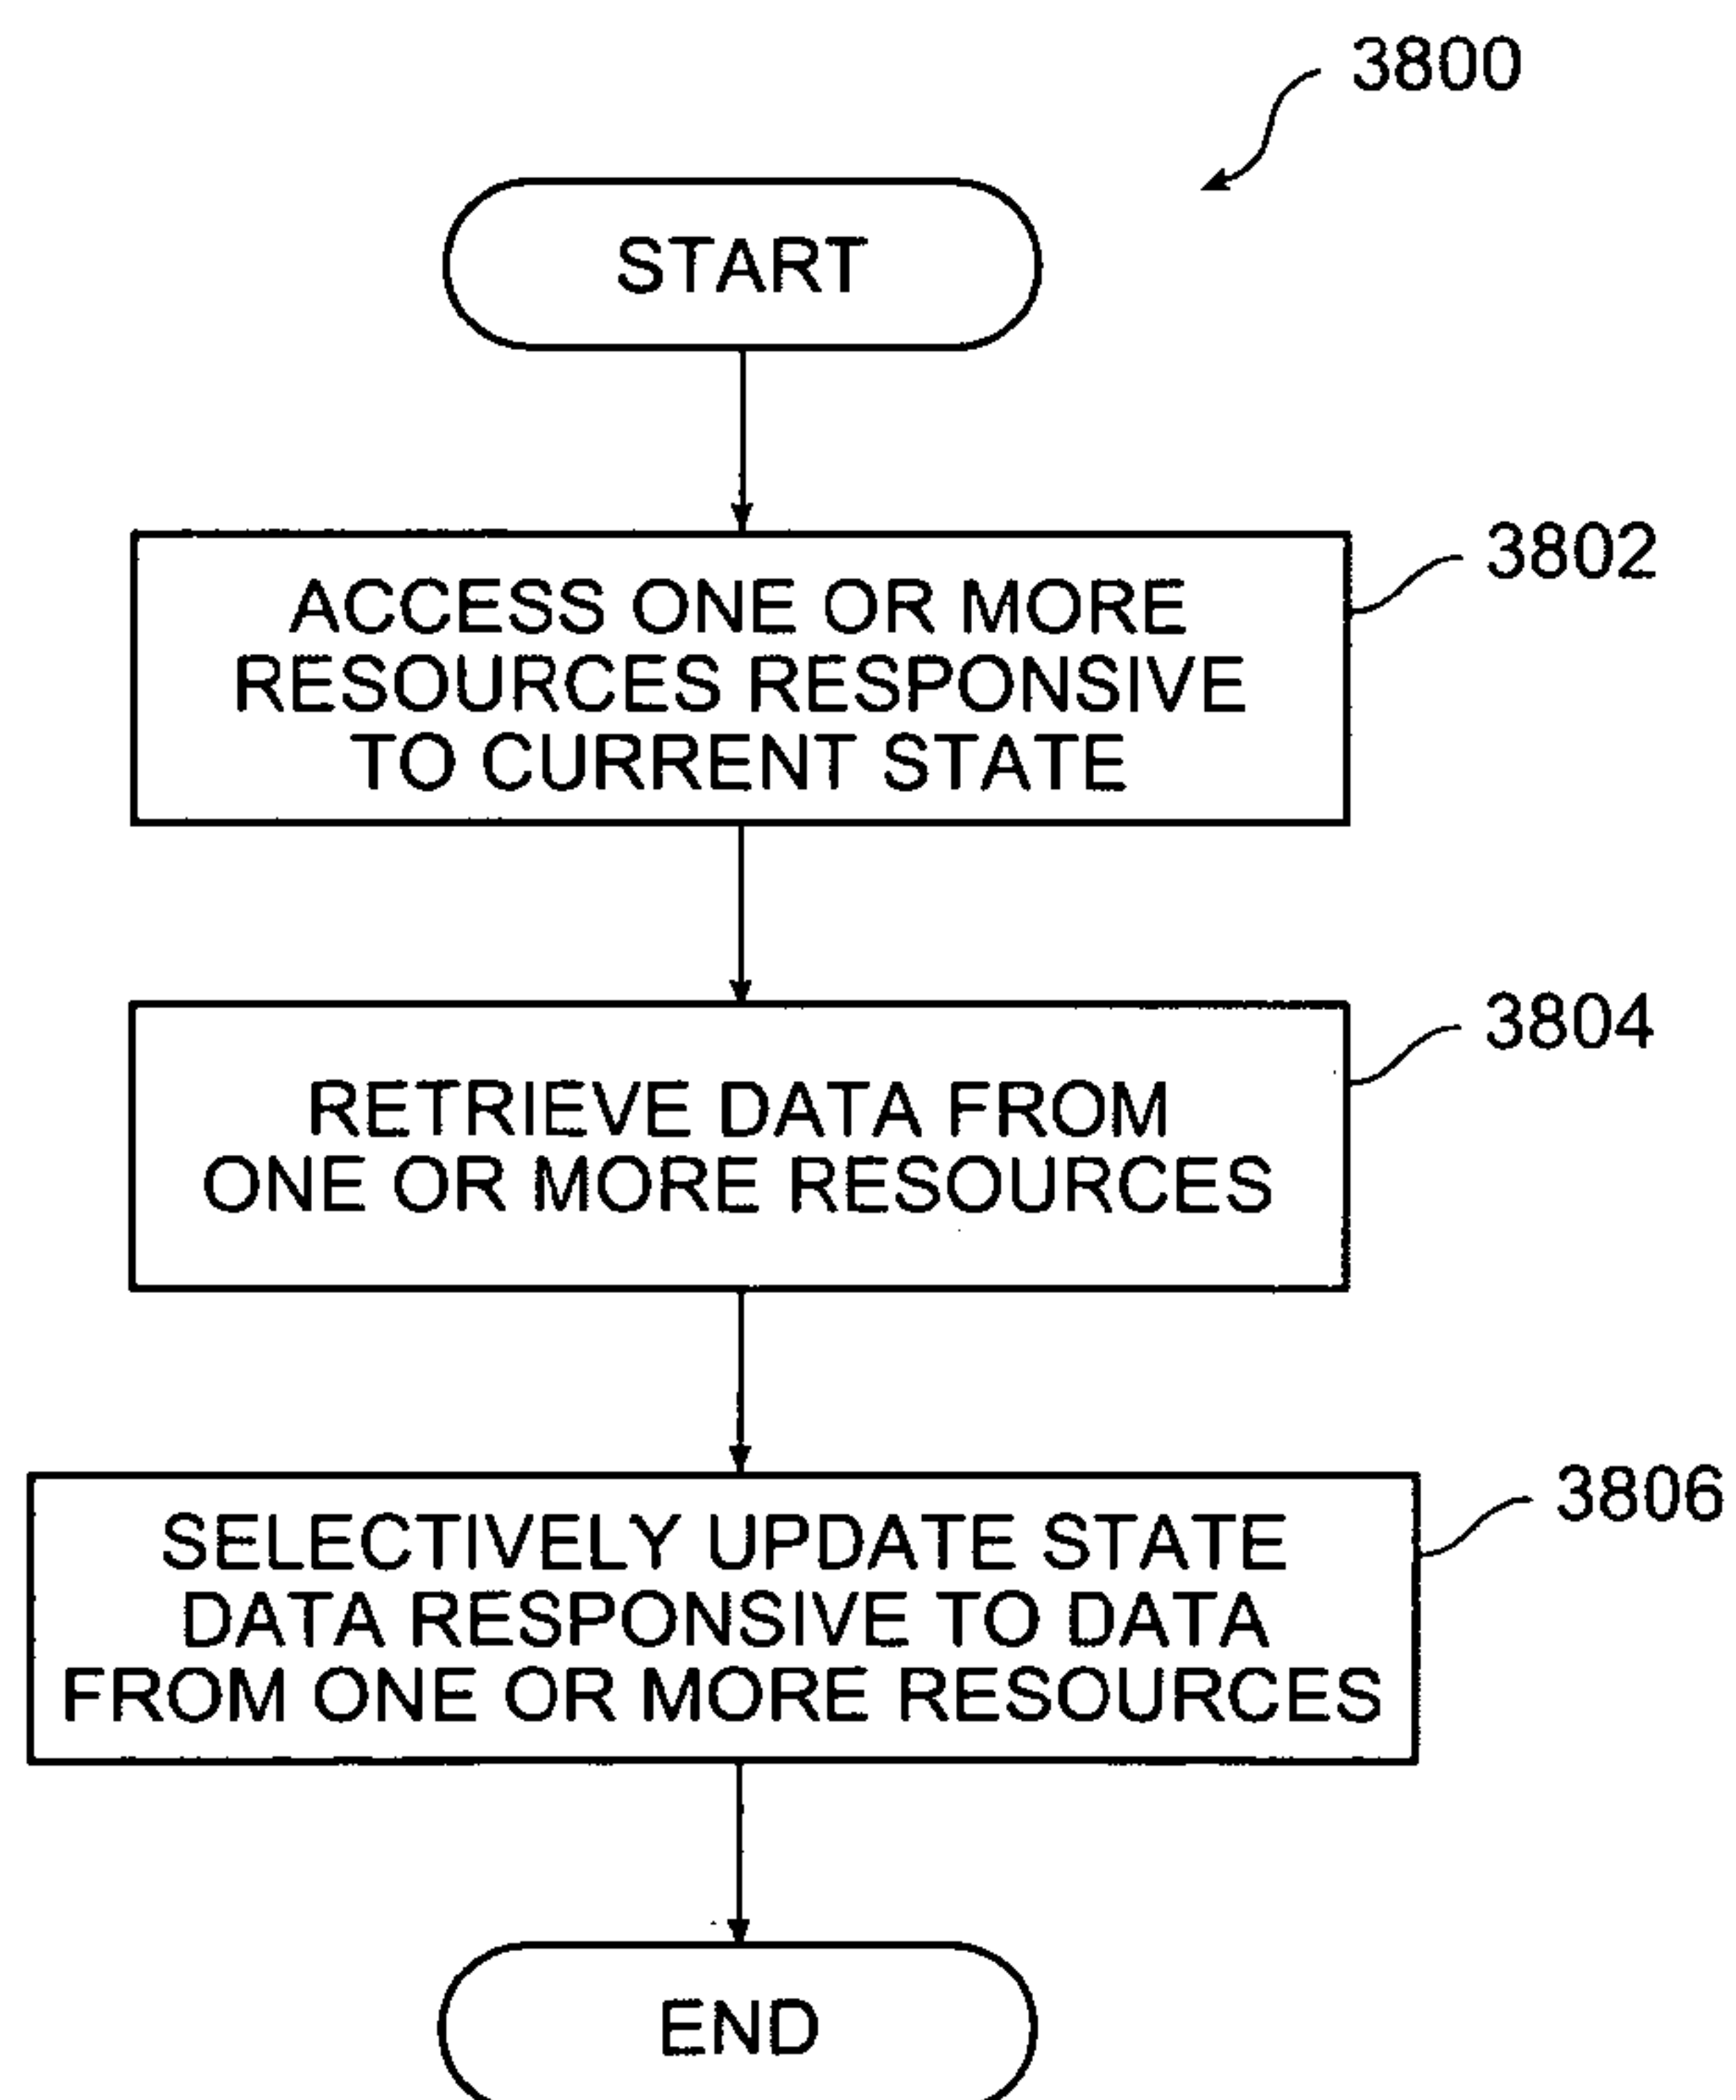 3800
START
3802
ACCESS ONE OR MORE
RESOURCES RESPONSIVE
TO CURRENT STATE
3804
RETRIEVE DATA FROM
ONE OR MORE RESOURCES
3806
SELECTIVELY UPDATE STATE
DATA RESPONSIVE TO DATA
FROM ONE OR MORE RESOURCES
END